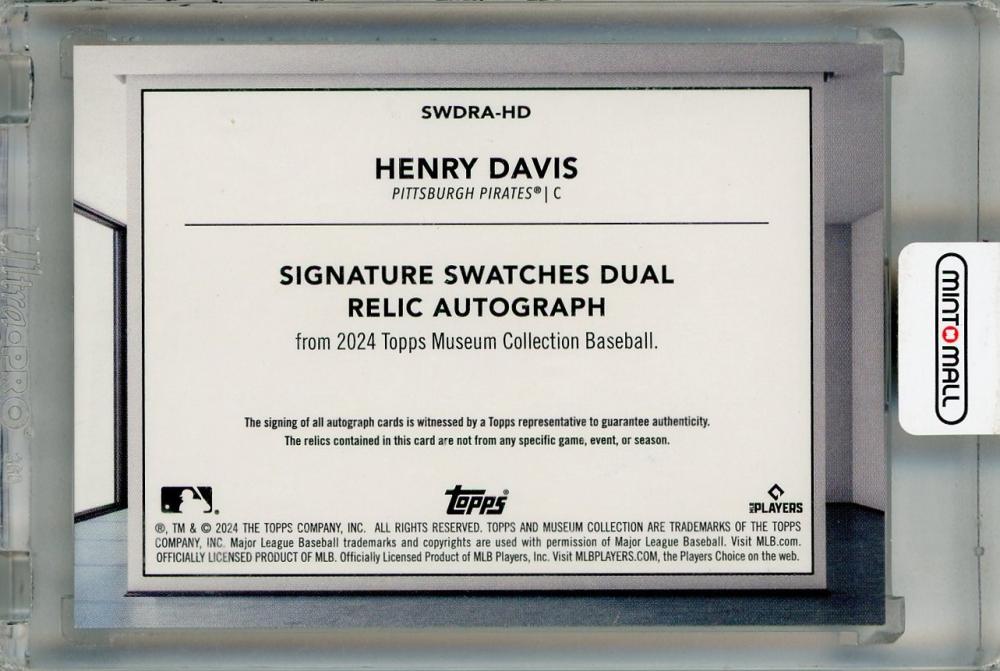 SWDRA-HD
HENRY DAVIS
PITTSBURGH PIRATES® | C
SIGNATURE SWATCHES DUAL
RELIC AUTOGRAPH
from 2024 Topps Museum Collection Baseball.
The signing of all autograph cards is witnessed by a Topps representative to guarantee authenticity.
The relics contained in this card are not from any specific game, event, or season.
topps®
MLB PLAYERS
®, TM & © 2024 THE TOPPS COMPANY, INC. ALL RIGHTS RESERVED. TOPPS AND MUSEUM COLLECTION ARE TRADEMARKS OF THE TOPPS
COMPANY, INC. Major League Baseball trademarks and copyrights are used with permission of Major League Baseball. Visit MLB.com.
OFFICIALLY LICENSED PRODUCT OF MLB. Officially Licensed Product of MLB Players, Inc. Visit MLBPLAYERS.COM, the Players Choice on the web.
MINT MALL
Ultra PRO